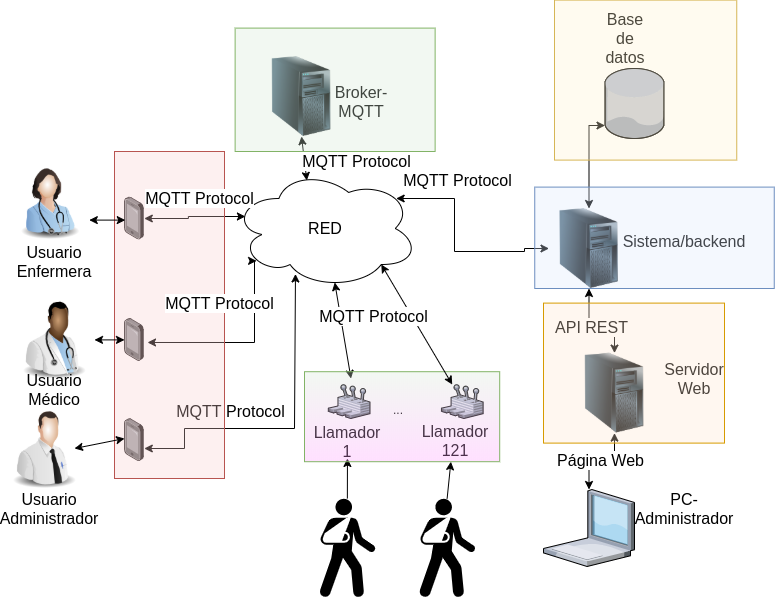 Base
de
datos
Broker-
MQTT
MQTT Protocol
MQTT Protocol
MQTT Protocol
RED
Sistema/backend
Usuario
Enfermera
MQTT Protocol
MQTT Protocol
API REST
Servidor
Web
Usuario
Médico
MQTT Protocol
...
Llamador
1
Llamador
121
Página Web
Usuario
Administrador
PC-
Administrador